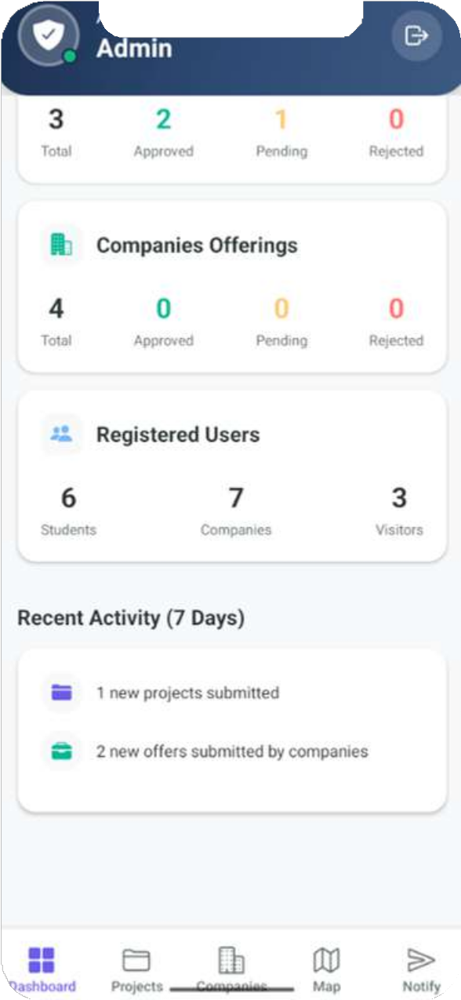 Admin
3 2 1 0
Total Approved Pending Rejected
Companies Offerings
4 0 0 0
Total Approved Pending Rejected
Registered Users
6 7 3
Students Companies Visitors
Recent Activity (7 Days)
1 new projects submitted
2 new offers submitted by companies
Dashboard Projects Companies Map Notify